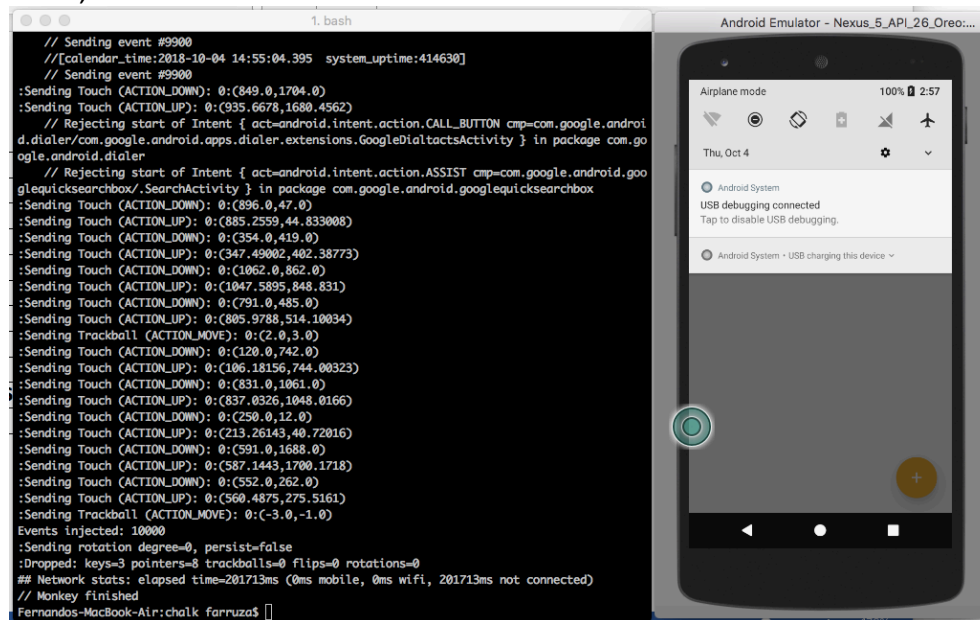 1. bash
// Sending event #9900
//[calendar_time:2018-10-04 14:55:04.395 system_uptime:414630]
// Sending event #9900
:Sending Touch (ACTION_DOWN): 0:(849.0,1704.0)
:Sending Touch (ACTION_UP): 0:(935.6678,1680.4562)
// Rejecting start of Intent { act=android.intent.action.CALL_BUTTON cmp=com.google.androi
d.dialer/com.google.android.apps.dialer.extensions.GoogleDialtactsActivity } in package com.go
ogle.android.dialer
// Rejecting start of Intent { act=android.intent.action.ASSIST cmp=com.google.android.goo
glequicksearchbox/.SearchActivity } in package com.google.android.googlequicksearchbox
:Sending Touch (ACTION_DOWN): 0:(896.0,47.0)
:Sending Touch (ACTION_UP): 0:(885.2559,44.833008)
:Sending Touch (ACTION_DOWN): 0:(354.0,419.0)
:Sending Touch (ACTION_UP): 0:(347.49002,402.38773)
:Sending Touch (ACTION_DOWN): 0:(1062.0,862.0)
:Sending Touch (ACTION_UP): 0:(1047.5895,848.831)
:Sending Touch (ACTION_DOWN): 0:(791.0,485.0)
:Sending Touch (ACTION_UP): 0:(805.9788,514.10034)
:Sending Trackball (ACTION_MOVE): 0:(2.0,3.0)
:Sending Touch (ACTION_DOWN): 0:(120.0,742.0)
:Sending Touch (ACTION_UP): 0:(106.18156,744.00323)
:Sending Touch (ACTION_DOWN): 0:(831.0,1061.0)
:Sending Touch (ACTION_UP): 0:(837.0326,1048.0166)
:Sending Touch (ACTION_DOWN): 0:(250.0,12.0)
:Sending Touch (ACTION_UP): 0:(213.26143,40.72016)
:Sending Touch (ACTION_DOWN): 0:(591.0,1688.0)
:Sending Touch (ACTION_UP): 0:(587.1443,1700.1718)
:Sending Touch (ACTION_DOWN): 0:(552.0,262.0)
:Sending Touch (ACTION_UP): 0:(560.4875,275.5161)
:Sending Trackball (ACTION_MOVE): 0:(-3.0,-1.0)
Events injected: 10000
:Sending rotation degree=0, persist=false
:Dropped: keys=3 pointers=8 trackballs=0 flips=0 rotations=0
## Network stats: elapsed time=201713ms (0ms mobile, 0ms wifi, 201713ms not connected)
// Monkey finished
Fernandos-MacBook-Air:chalk farruza$
Android Emulator - Nexus_5_API_26_Oreo:...
Airplane mode 100% 2:57
Thu, Oct 4
Android System
USB debugging connected
Tap to disable USB debugging.
Android System • USB charging this device